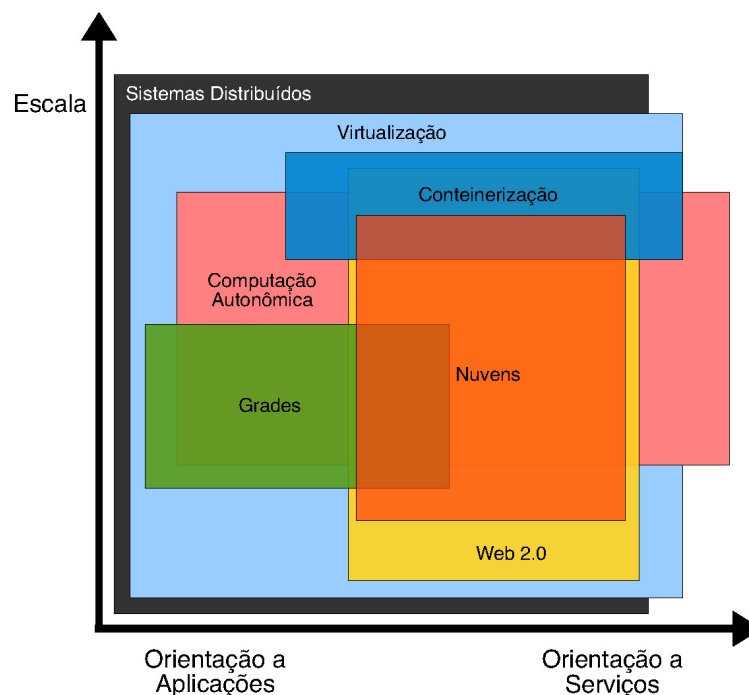 Escala
Sistemas Distribuídos
Virtualização
Conteinerização
Computação
Autonômica
Nuvens
Grades
Web 2.0
Orientação a
Aplicações
Orientação a
Serviços